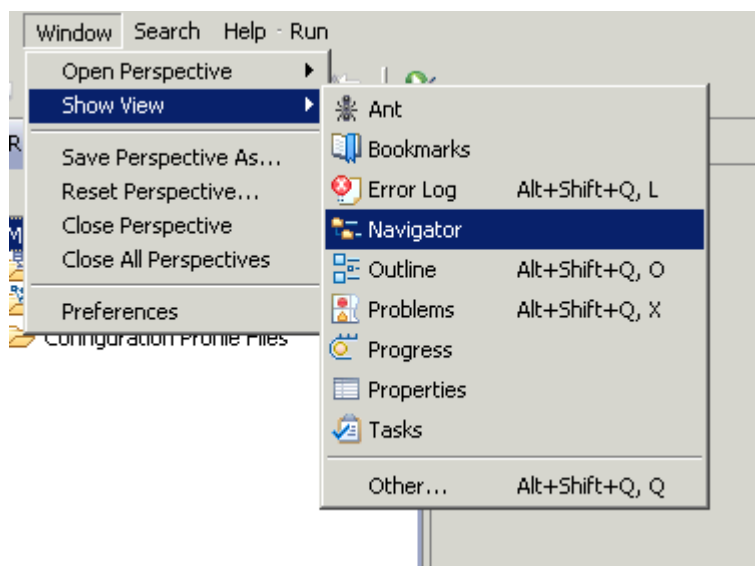 Window Search Help Run
Open Perspective
Show View
Save Perspective As...
Reset Perspective...
Close Perspective
Close All Perspectives
Preferences
Ant
Bookmarks
Error Log Alt+Shift+Q, L
Navigator
Outline Alt+Shift+Q, O
Problems Alt+Shift+Q, X
Progress
Properties
Tasks
Other... Alt+Shift+Q, Q
R
M
Configuration Profile Files